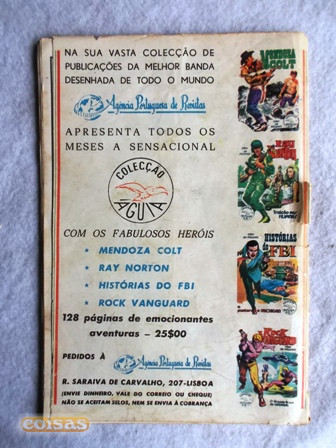 NA SUA VASTA COLECÇÃO DE
PUBLICAÇÕES DA MELHOR BANDA
DESENHADA DE TODO O MUNDO
Agência Portuguesa de Revistas
APRESENTA TODOS OS
MESES A SENSACIONAL
COLECÇÃO
ÁGUIA
COM OS FABULOSOS HERÓIS
* MENDOZA COLT
* RAY NORTON
* HISTÓRIAS DO FBI
* ROCK VANGUARD
128 páginas de emocionantes
aventuras – 25$00
PEDIDOS À
Agência Portuguesa de Revistas
R. SARAIVA DE CARVALHO, 207-LISBOA
(ENVIE DINHEIRO, VALE DO CORREIO OU CHEQUE)
NÃO SE ACEITAM SELOS, NEM SE ENVIA À COBRANÇA
MENDOZA
COLT
HISTÓRIAS
FBI
ROCK
VANGUARD
coisas